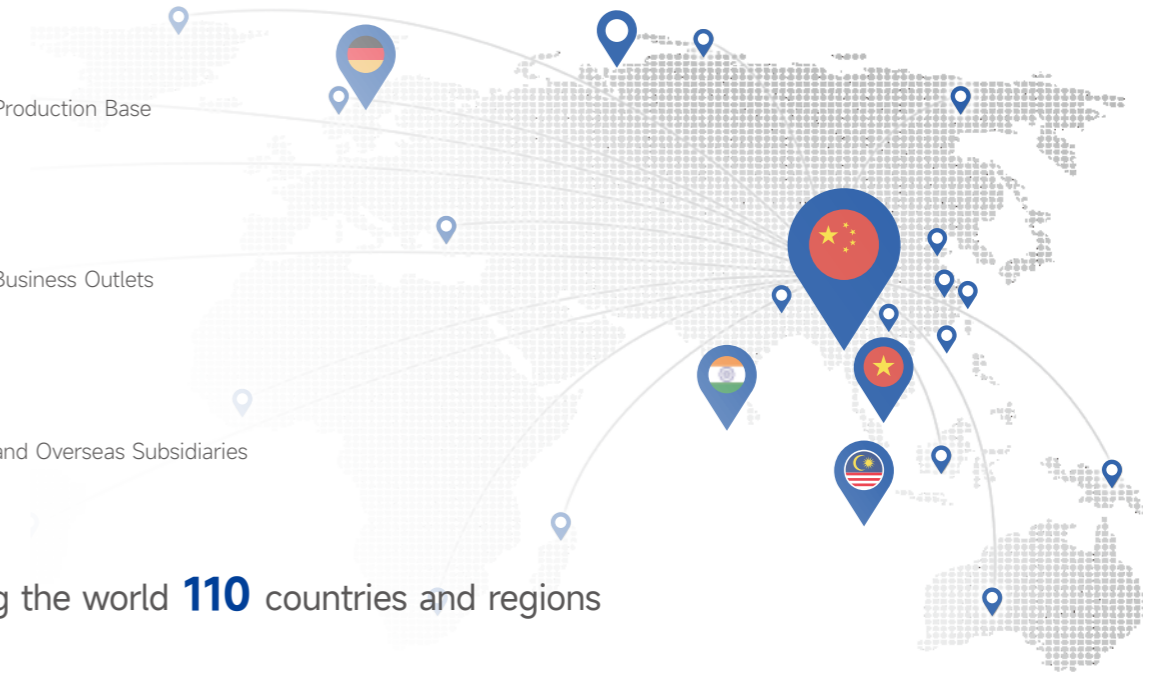 Production Base
Business Outlets
and Overseas Subsidiaries
g the world 110 countries and regions